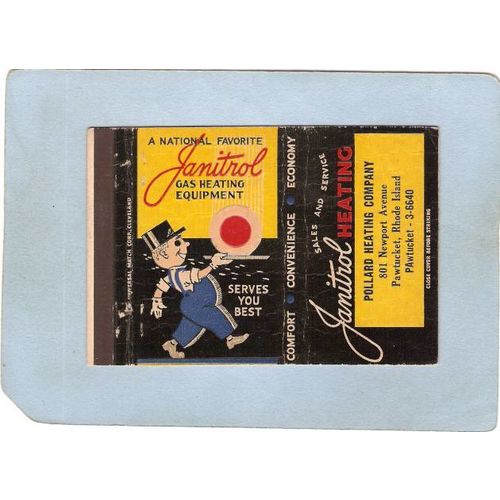 A NATIONAL FAVORITE
Janitrol
GAS HEATING
EQUIPMENT
SERVES
YOU
BEST
UNIVERSAL MATCH CORP., CLEVELAND
COMFORT • CONVENIENCE • ECONOMY
SALES AND SERVICE
Janitrol HEATING
POLLARD HEATING COMPANY
801 Newport Avenue
Pawtucket, Rhode Island
PAwtucket - 3-6640
CLOSE COVER BEFORE STRIKING